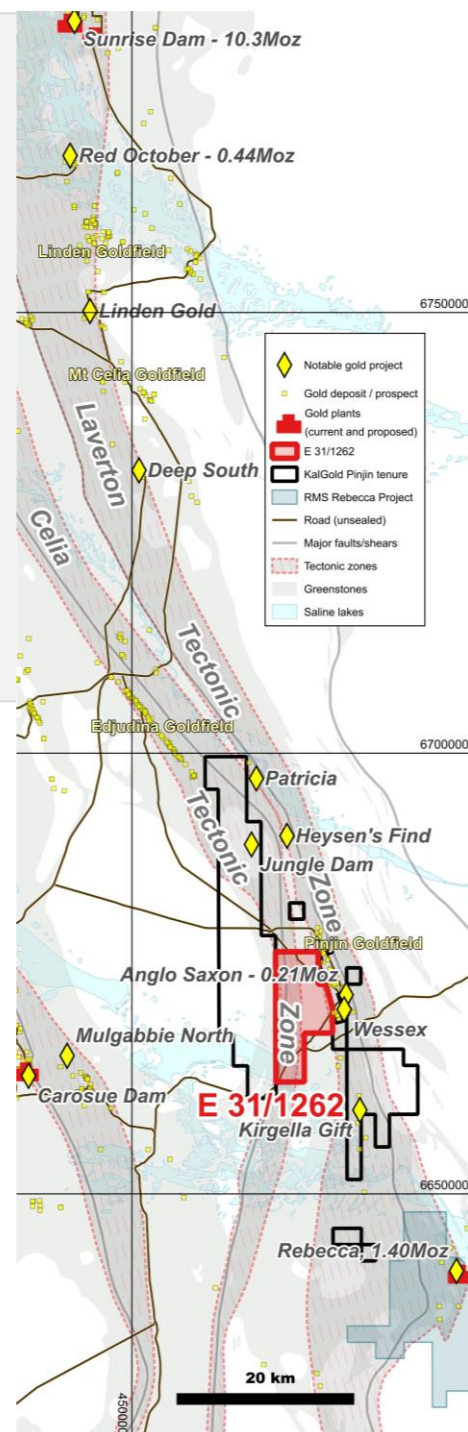 Sunrise Dam - 10.3Moz
Red October - 0.44Moz
Linden Goldfield
Linden Gold
6750000
Mt Celia Goldfield
Notable gold project
Gold deposit / prospect
Gold plants
(current and proposed)
E 31/1262
KalGold Pinjin tenure
RMS Rebecca Project
Road (unsealed)
Major faults/shears
Tectonic zones
Greenstones
Saline lakes
Laverton
Deep South
Celia
Tectonic
Edjudina Goldfield
6700000
Tectonic
Patricia
Heysen's Find
Jungle Dam
Zone
Pinjin Goldfield
Anglo Saxon - 0.21Moz
Zone
Wessex
Mulgabbie North
Carosue Dam
E 31/1262
Kirgella Gift
6650000
Rebecca, 1.40Moz
20 km
450000